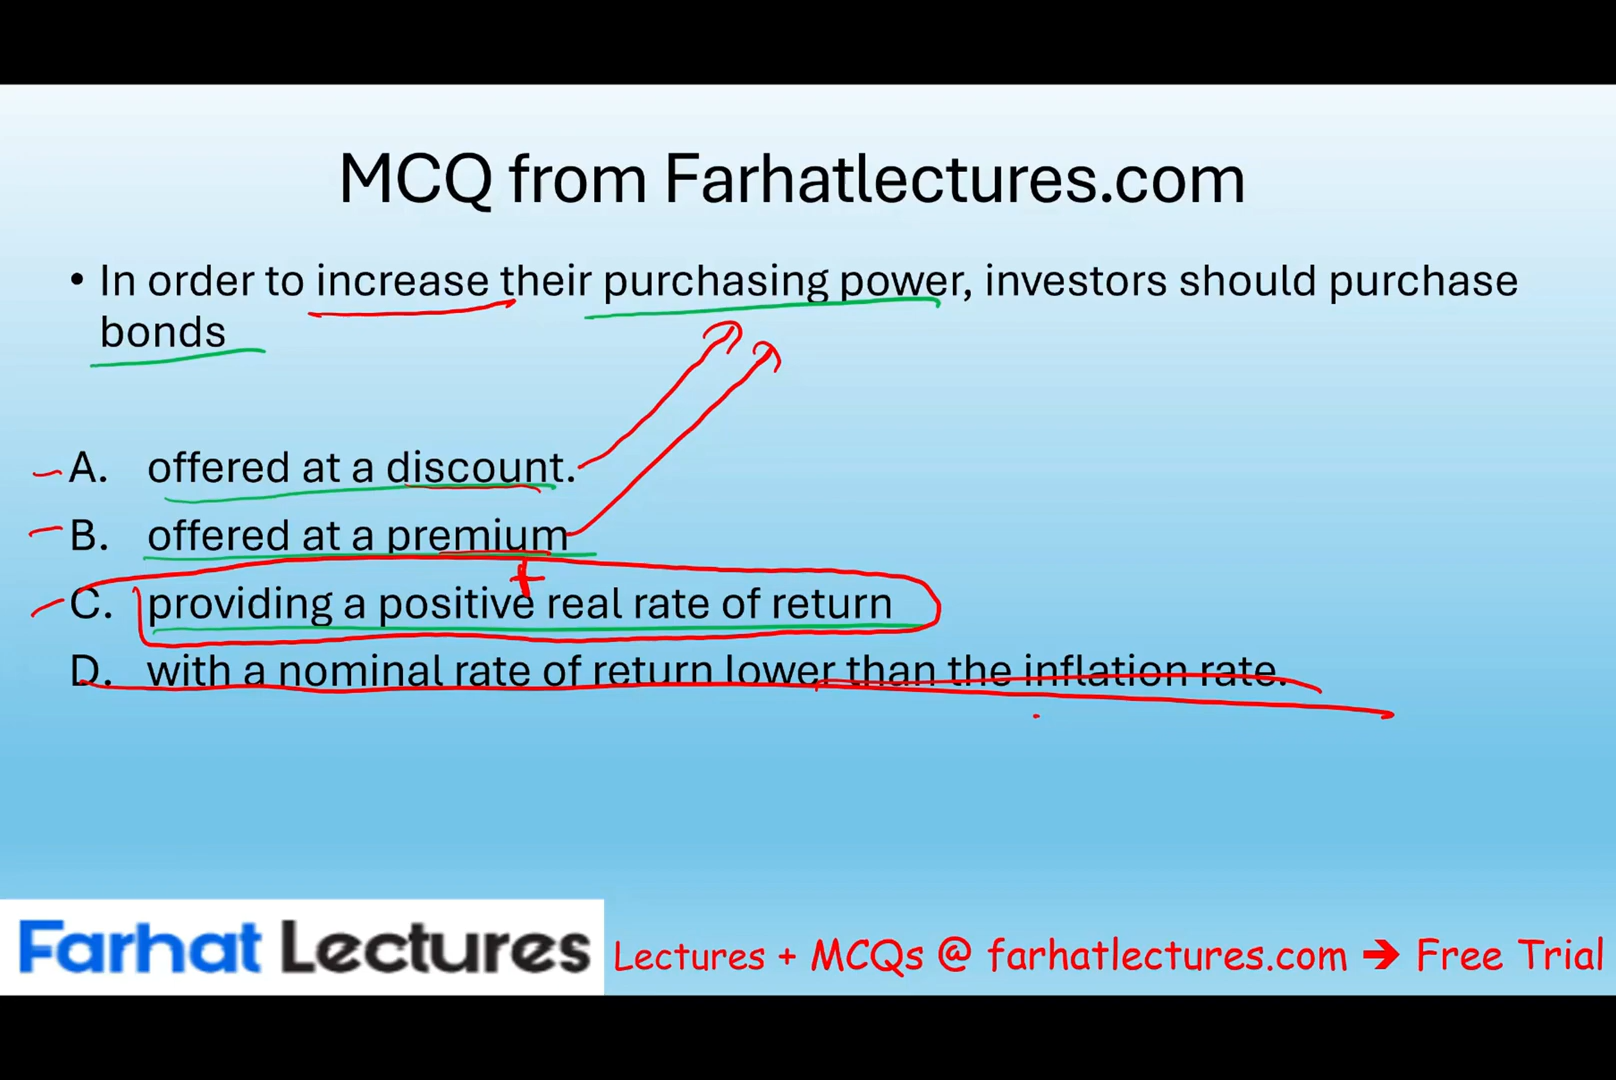 MCQ from Farhatlectures.com
• In order to increase their purchasing power, investors should purchase
bonds
A. offered at a discount.
B. offered at a premium
+
C. providing a positive real rate of return
D. with a nominal rate of return lower than the inflation rate.
Farhat Lectures Lectures + MCQs @ farhatlectures.com ➔ Free Trial